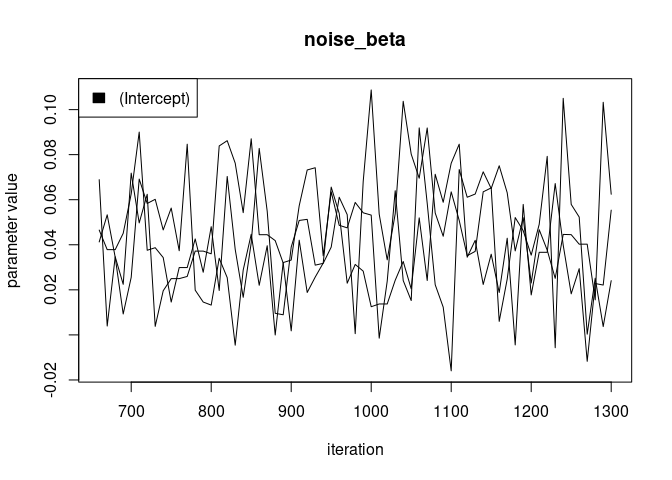 noise_beta
(Intercept)
parameter value
-0.02 0.02 0.04 0.06 0.08 0.10
700 800 900 1000 1100 1200 1300
iteration